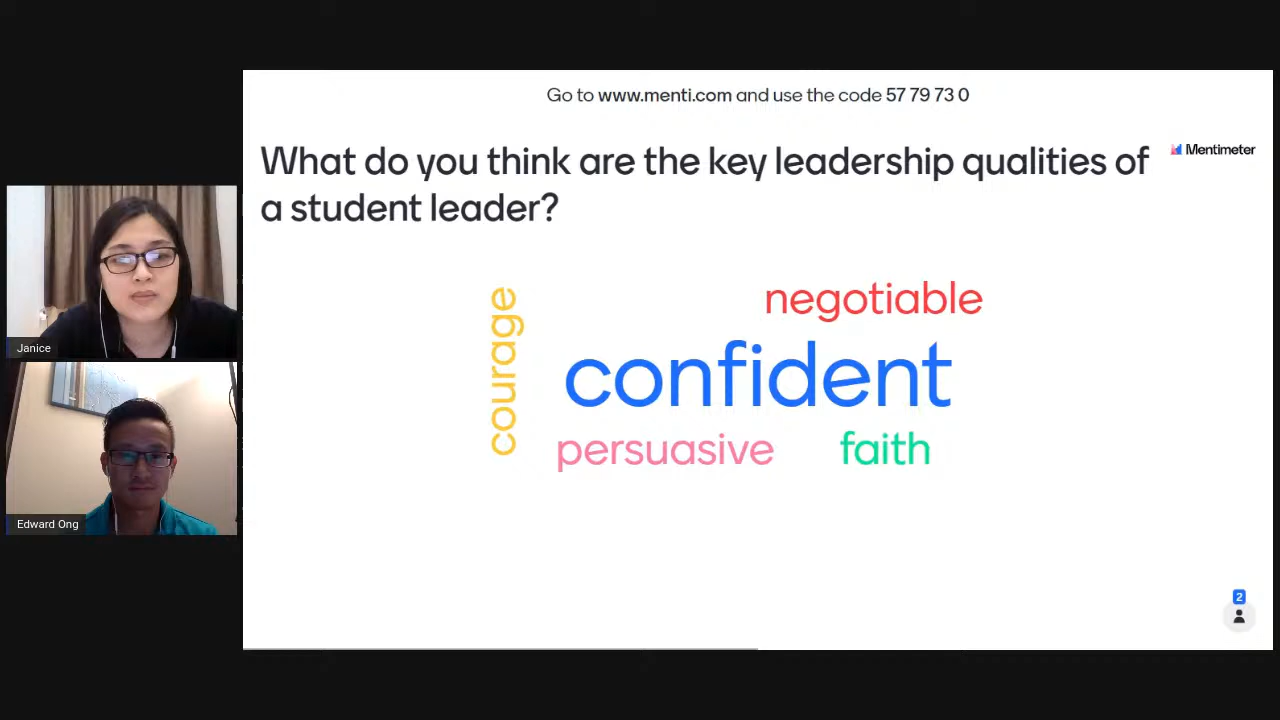 Go to www.menti.com and use the code 57 79 73 0
What do you think are the key leadership qualities of
a student leader?
Mentimeter
courage
negotiable
confident
persuasive
faith
Janice
Edward Ong
2